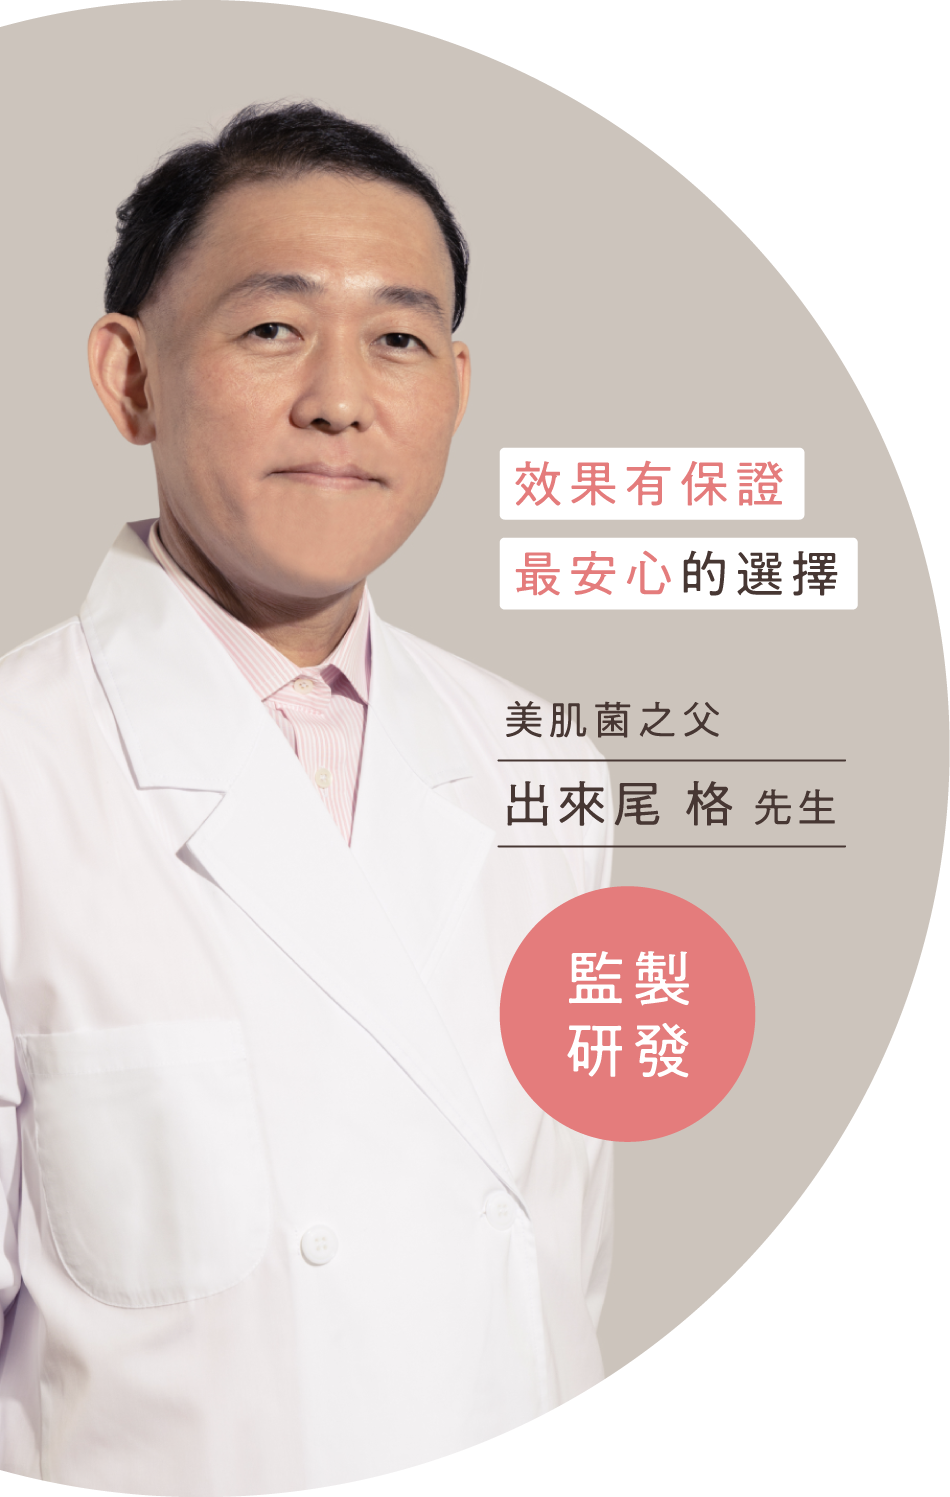 效果有保證
最安心的選擇
美肌菌之父
出來尾 格 先生
監製
研發